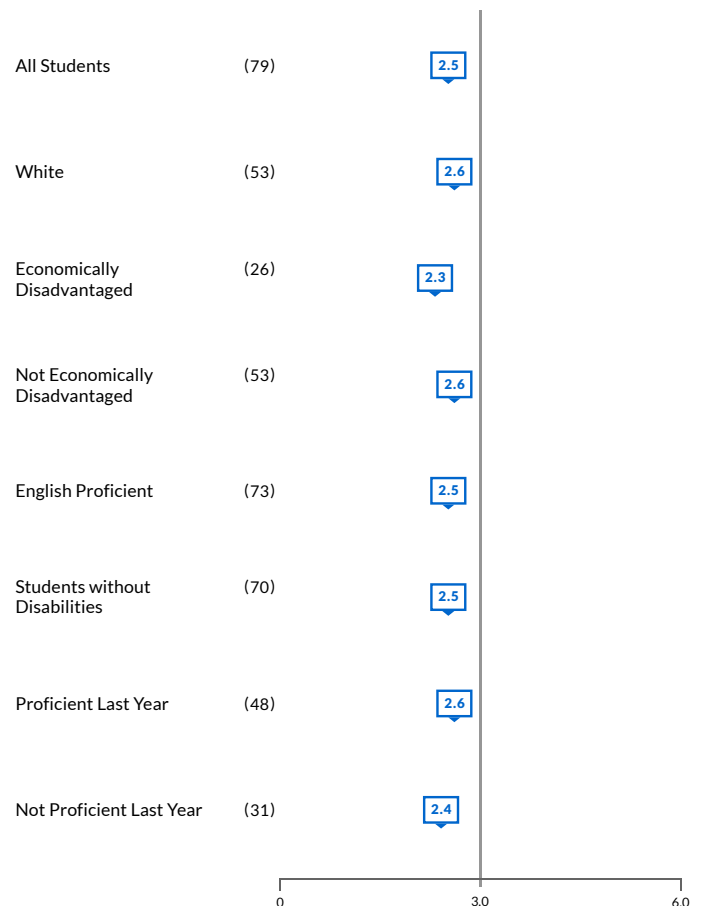 All Students (79) 2.5
White (53) 2.6
Economically (26) 2.3
Disadvantaged
Not Economically (53) 2.6
Disadvantaged
English Proficient (73) 2.5
Students without (70) 2.5
Disabilities
Proficient Last Year (48) 2.6
Not Proficient Last Year (31) 2.4
0 3.0 6.0